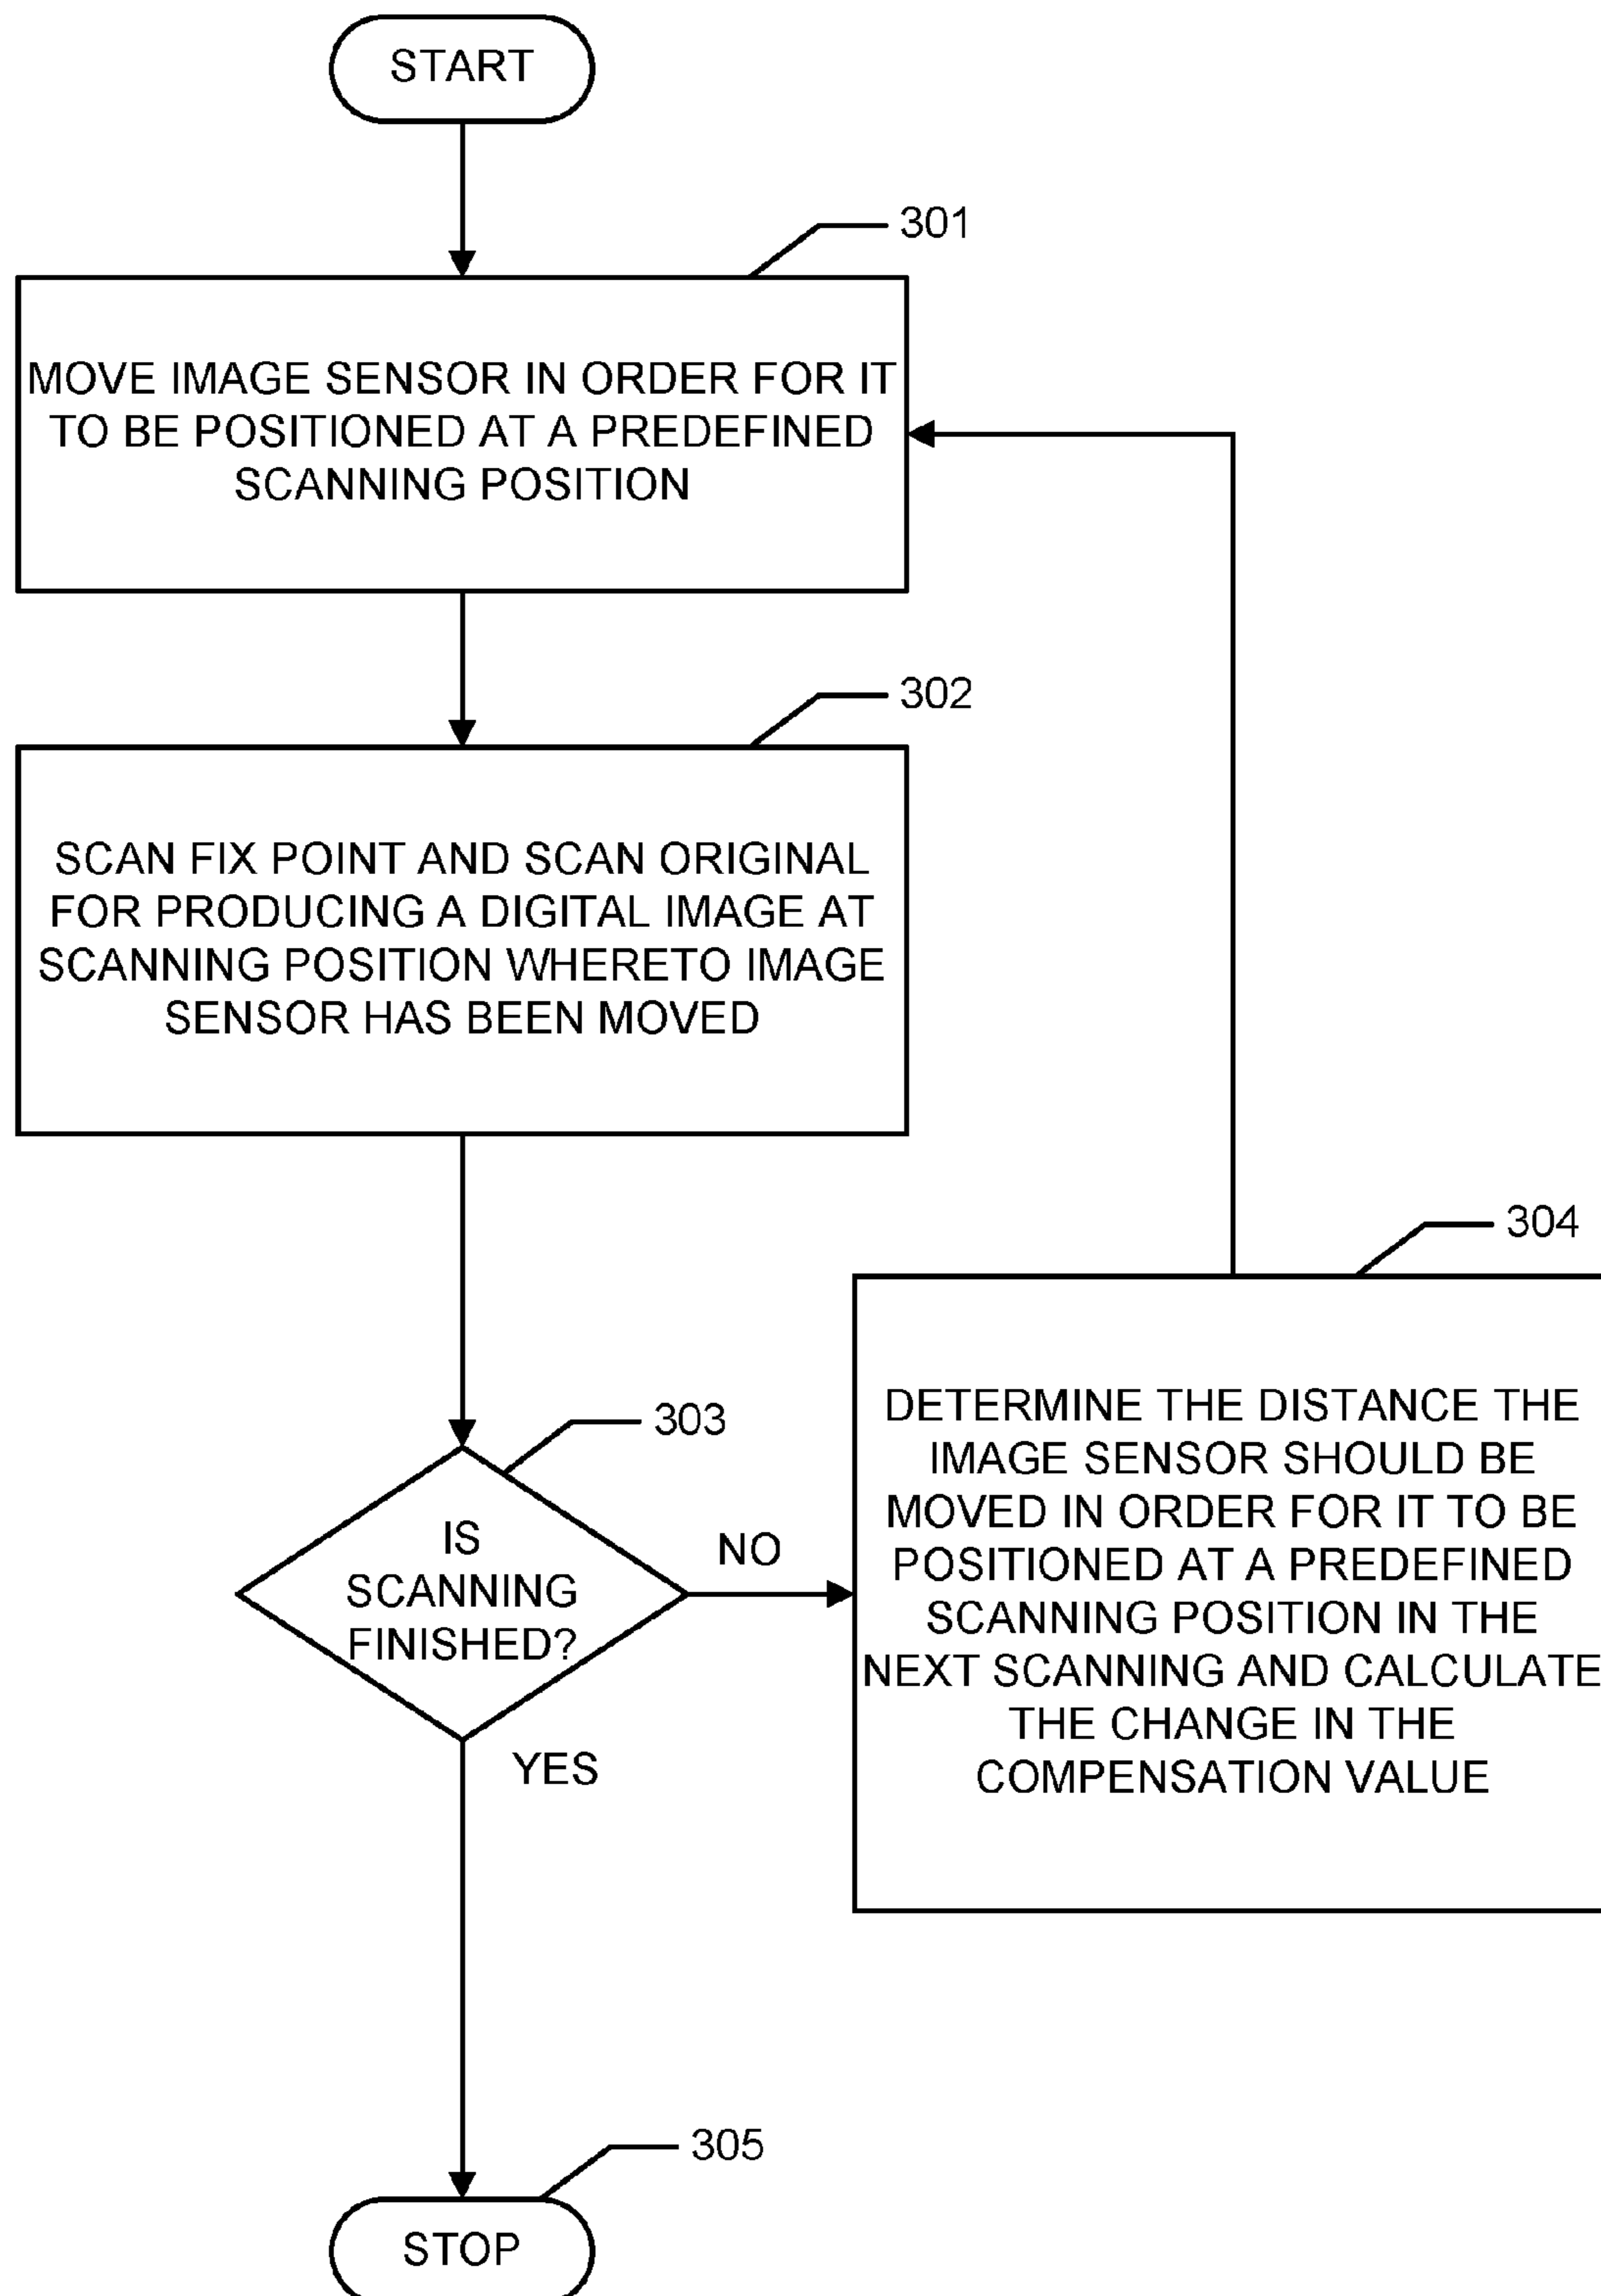 START
301
MOVE IMAGE SENSOR IN ORDER FOR IT
TO BE POSITIONED AT A PREDEFINED
SCANNING POSITION
302
SCAN FIX POINT AND SCAN ORIGINAL
FOR PRODUCING A DIGITAL IMAGE AT
SCANNING POSITION WHERETO IMAGE
SENSOR HAS BEEN MOVED
303
IS
SCANNING
FINISHED?
NO
YES
304
DETERMINE THE DISTANCE THE
IMAGE SENSOR SHOULD BE
MOVED IN ORDER FOR IT TO BE
POSITIONED AT A PREDEFINED
SCANNING POSITION IN THE
NEXT SCANNING AND CALCULATE
THE CHANGE IN THE
COMPENSATION VALUE
305
STOP